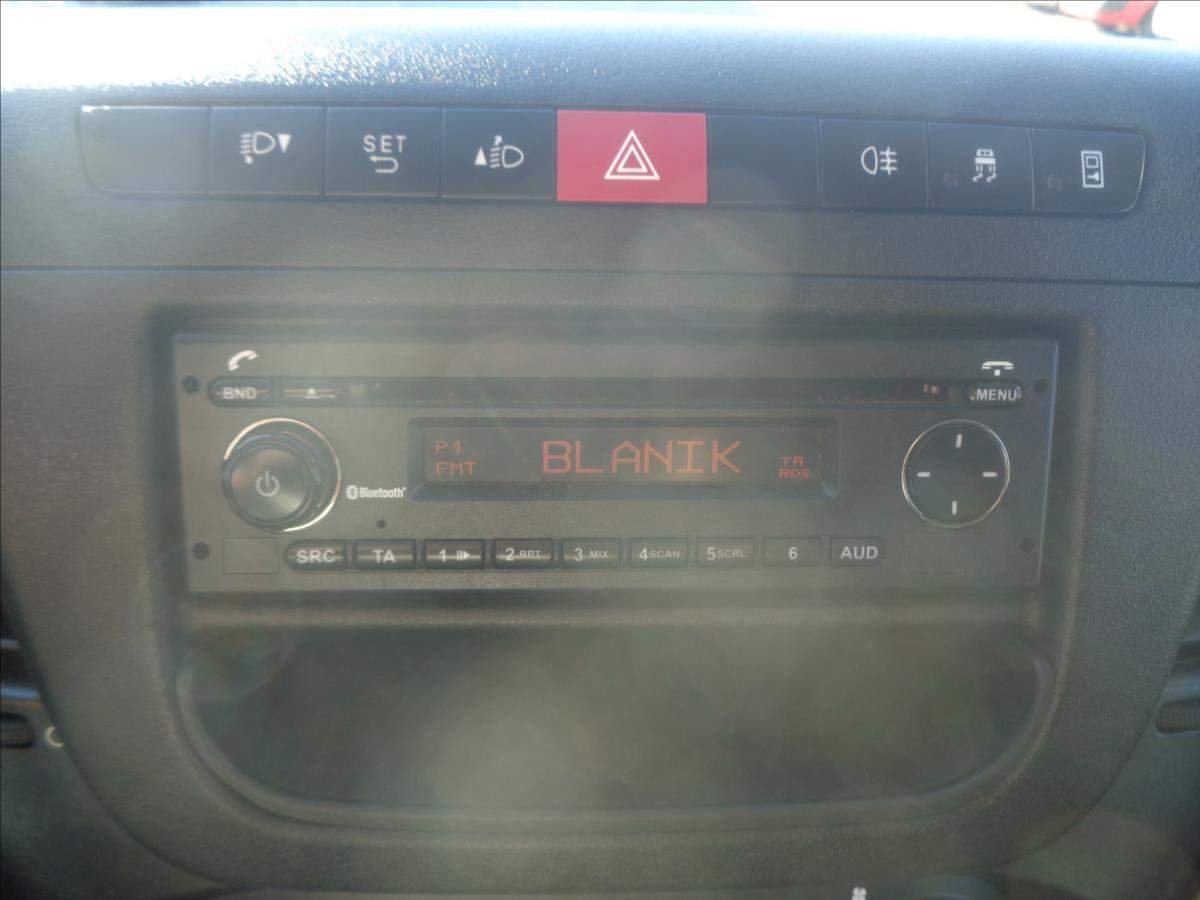 SET
BND
MENU
P1
FMT
BLANIK
TA
RDS
Bluetooth
SRC
TA
1
2 RPT
3 MIX
4 SCAN
5 SCRL
6
AUD